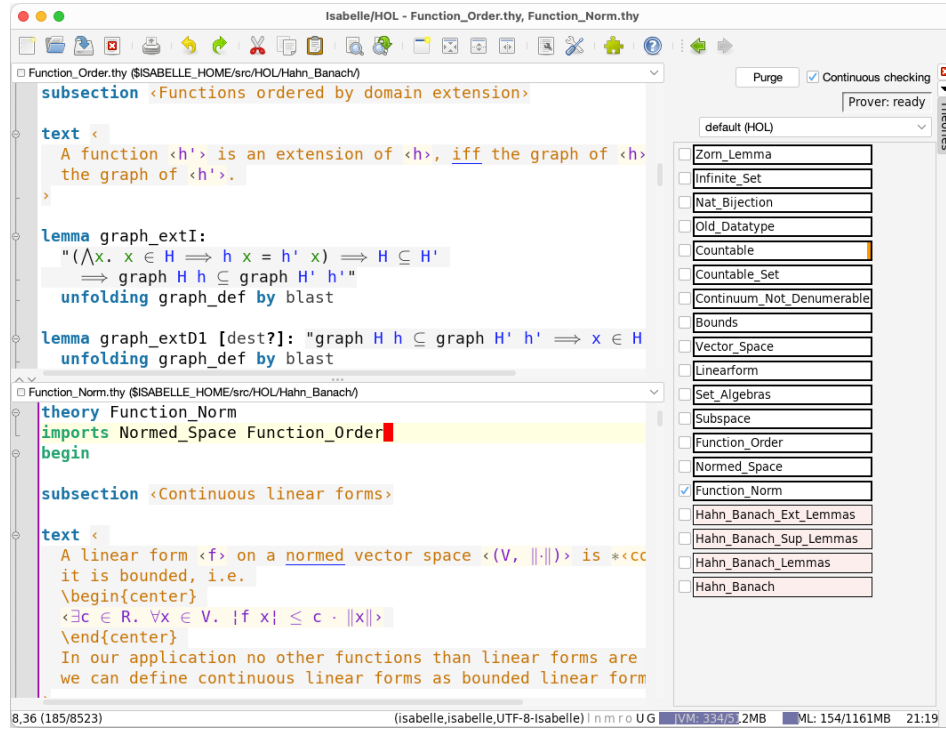 Isabelle/HOL - Function_Order.thy, Function_Norm.thy
Function_Order.thy ($ISABELLE_HOME/src/HOL/Hahn_Banach/)
subsection ‹Functions ordered by domain extension›
text ‹
A function ‹h'› is an extension of ‹h›, iff the graph of ‹h›
the graph of ‹h'›.
›
lemma graph_extI:
"(⋀x. x ∈ H ⟹ h x = h' x) ⟹ H ⊆ H'
⟹ graph H h ⊆ graph H' h'"
unfolding graph_def by blast
lemma graph_extD1 [dest?]: "graph H h ⊆ graph H' h' ⟹ x ∈ H
unfolding graph_def by blast
Function_Norm.thy ($ISABELLE_HOME/src/HOL/Hahn_Banach/)
theory Function_Norm
imports Normed_Space Function_Order
begin
subsection ‹Continuous linear forms›
text ‹
A linear form ‹f› on a normed vector space ‹(V, ∥·∥)› is *‹co
it is bounded, i.e.
\begin{center}
‹∃c ∈ R. ∀x ∈ V. ¦f x¦ ≤ c · ∥x∥›
\end{center}
In our application no other functions than linear forms are
we can define continuous linear forms as bounded linear form
Purge
Continuous checking
Prover: ready
Theories
default (HOL)
Zorn_Lemma
Infinite_Set
Nat_Bijection
Old_Datatype
Countable
Countable_Set
Continuum_Not_Denumerable
Bounds
Vector_Space
Linearform
Set_Algebras
Subspace
Function_Order
Normed_Space
Function_Norm
Hahn_Banach_Ext_Lemmas
Hahn_Banach_Sup_Lemmas
Hahn_Banach_Lemmas
Hahn_Banach
8,36 (185/8523)
(isabelle,isabelle,UTF-8-Isabelle) l n m r o U G
JVM: 334/512MB
ML: 154/1161MB
21:19